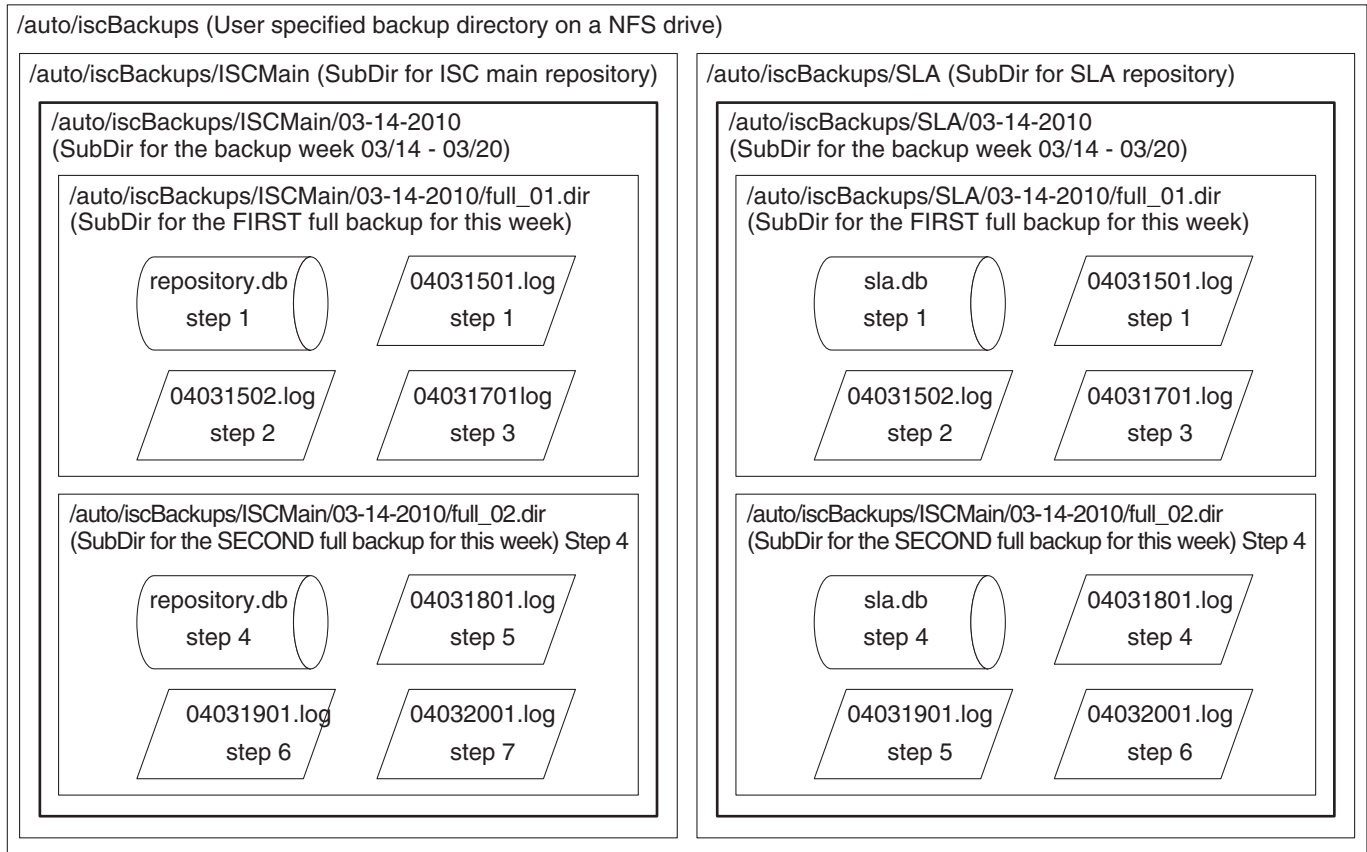 /auto/iscBackups (User specified backup directory on a NFS drive)
/auto/iscBackups/ISCMain (SubDir for ISC main repository)
/auto/iscBackups/ISCMain/03-14-2010
(SubDir for the backup week 03/14 - 03/20)
/auto/iscBackups/ISCMain/03-14-2010/full_01.dir
(SubDir for the FIRST full backup for this week)
repository.db
step 1
04031501.log
step 1
04031502.log
step 2
04031701log
step 3
/auto/iscBackups/ISCMain/03-14-2010/full_02.dir
(SubDir for the SECOND full backup for this week) Step 4
repository.db
step 4
04031801.log
step 5
04031901.log
step 6
04032001.log
step 7
/auto/iscBackups/SLA (SubDir for SLA repository)
/auto/iscBackups/SLA/03-14-2010
(SubDir for the backup week 03/14 - 03/20)
/auto/iscBackups/SLA/03-14-2010/full_01.dir
(SubDir for the FIRST full backup for this week)
sla.db
step 1
04031501.log
step 1
04031502.log
step 2
04031701.log
step 3
/auto/iscBackups/ISCMain/03-14-2010/full_02.dir
(SubDir for the SECOND full backup for this week) Step 4
sla.db
step 4
04031801.log
step 4
04031901.log
step 5
04032001.log
step 6